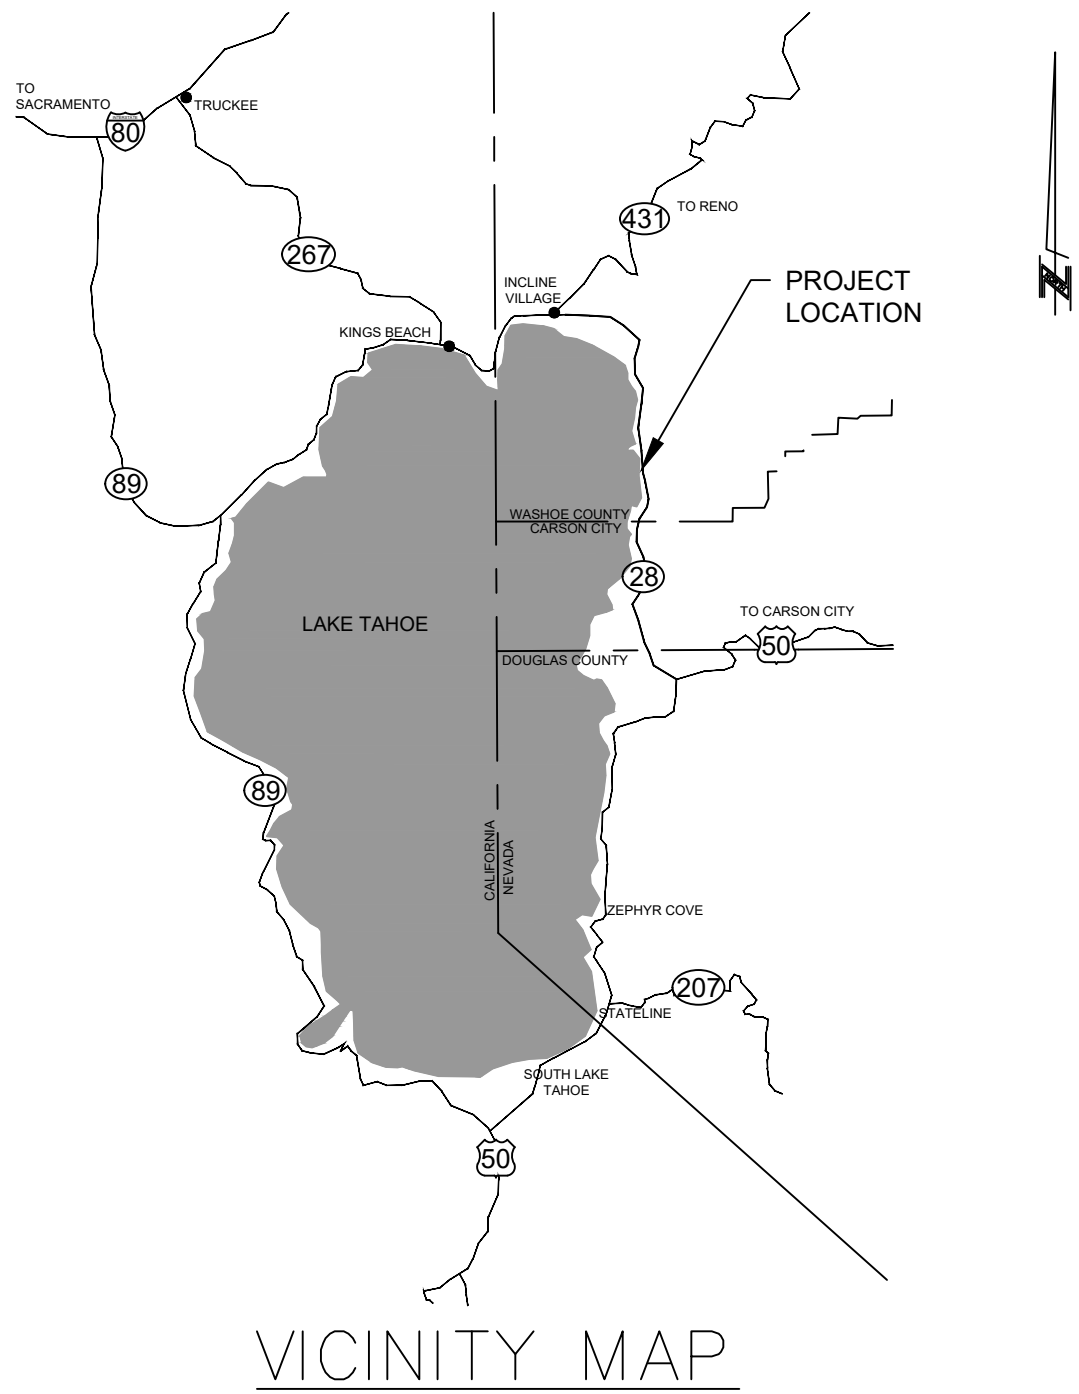 TO
SACRAMENTO
INTERSTATE
80
TRUCKEE
431
TO RENO
267
INCLINE
VILLAGE
PROJECT
LOCATION
NORTH
KINGS BEACH
89
WASHOE COUNTY
CARSON CITY
28
TO CARSON CITY
50
LAKE TAHOE
DOUGLAS COUNTY
89
CALIFORNIA
NEVADA
ZEPHYR COVE
207
STATELINE
SOUTH LAKE
TAHOE
50
VICINITY MAP